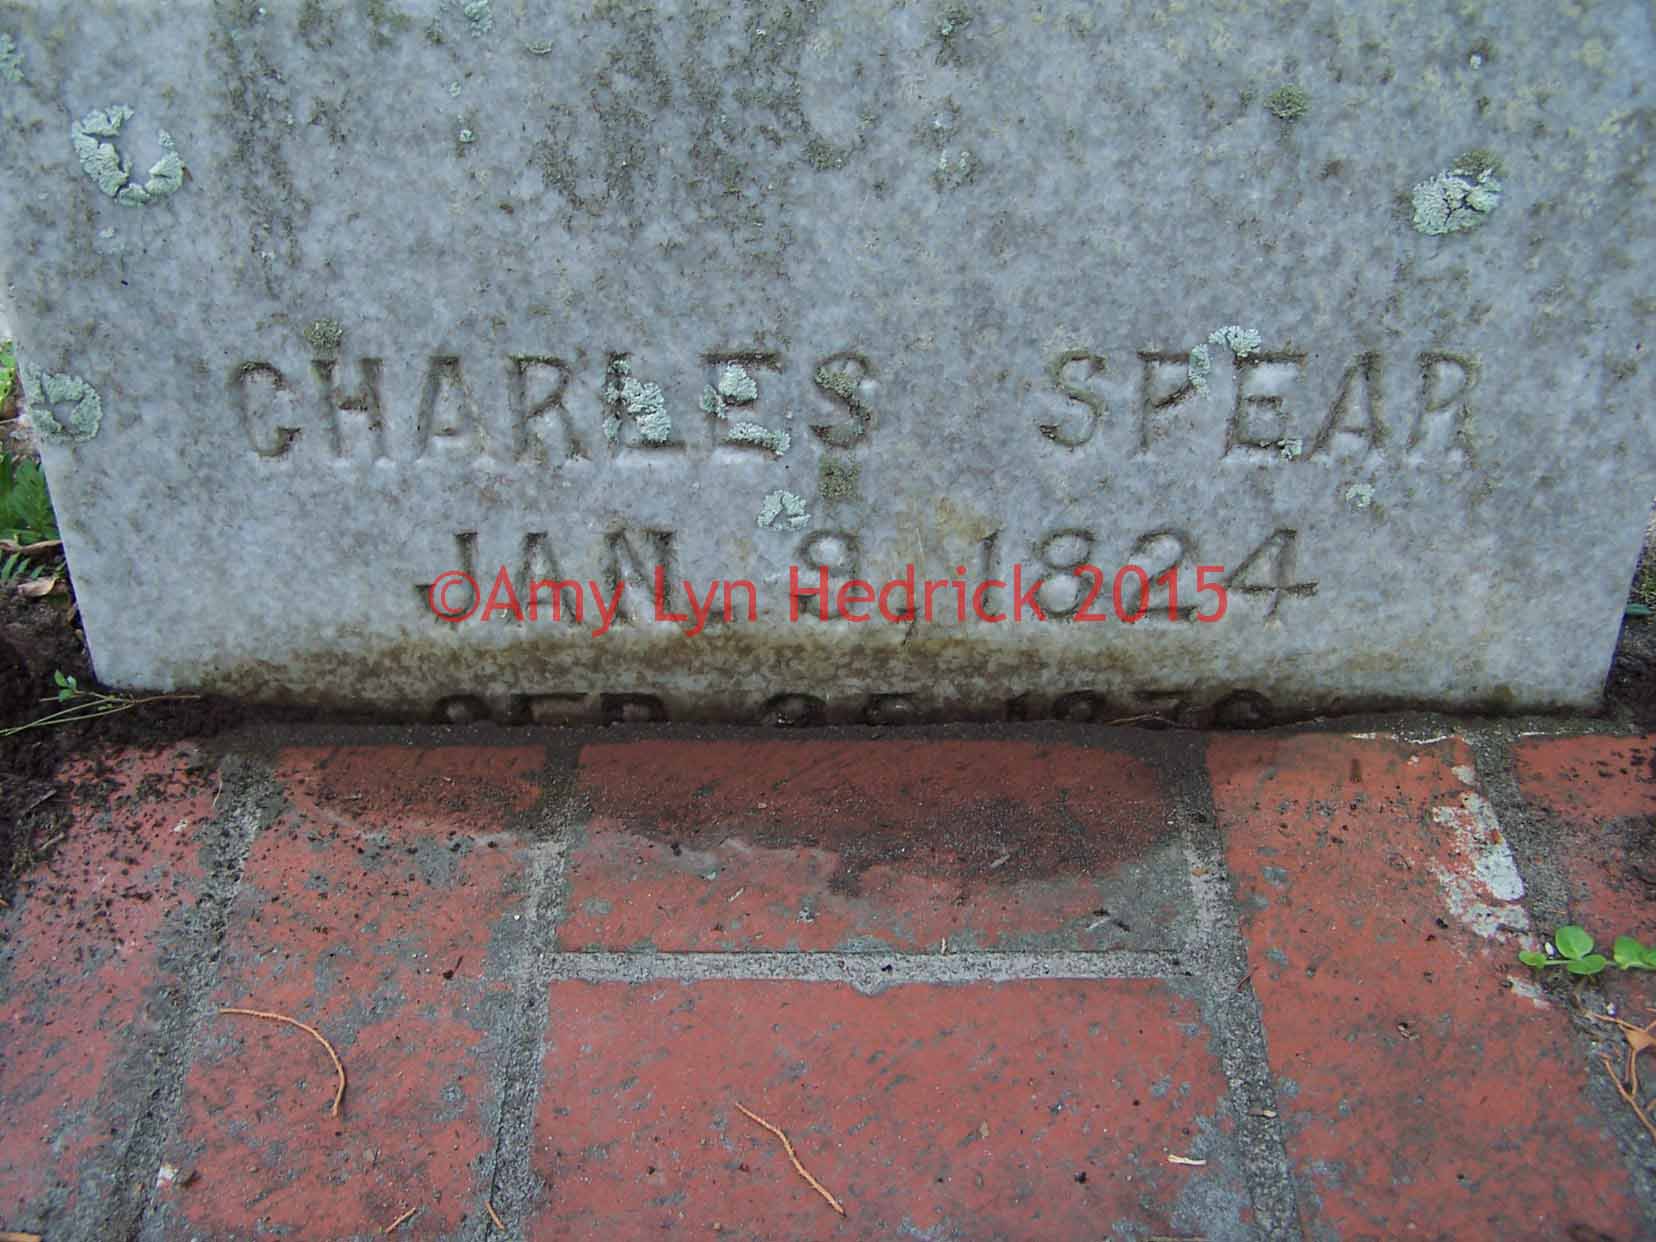 CHARLES SPEAR
JAN. 9, 1824
©Amy Lyn Hedrick 2015